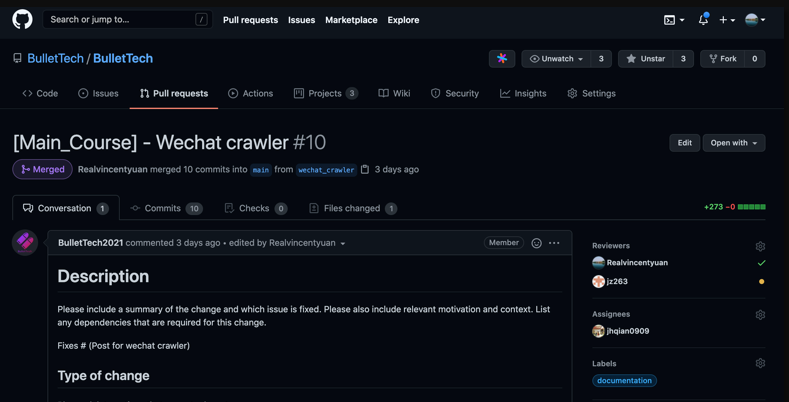 Search or jump to... /
Pull requests Issues Marketplace Explore
BulletTech / BulletTech
Unwatch 3 Unstar 3 Fork 0
Code Issues Pull requests Actions Projects 3 Wiki Security Insights Settings
[Main_Course] - Wechat crawler #10
Edit Open with
Merged Realvincentyuan merged 10 commits into main from wechat_crawler 3 days ago
Conversation 1 Commits 10 Checks 0 Files changed 1
+273 −0
BulletTech2021 commented 3 days ago • edited by Realvincentyuan
Member
Description
Please include a summary of the change and which issue is fixed. Please also include relevant motivation and context. List
any dependencies that are required for this change.
Fixes # (Post for wechat crawler)
Type of change
Reviewers
Realvincentyuan
jz263
Assignees
jhqian0909
Labels
documentation